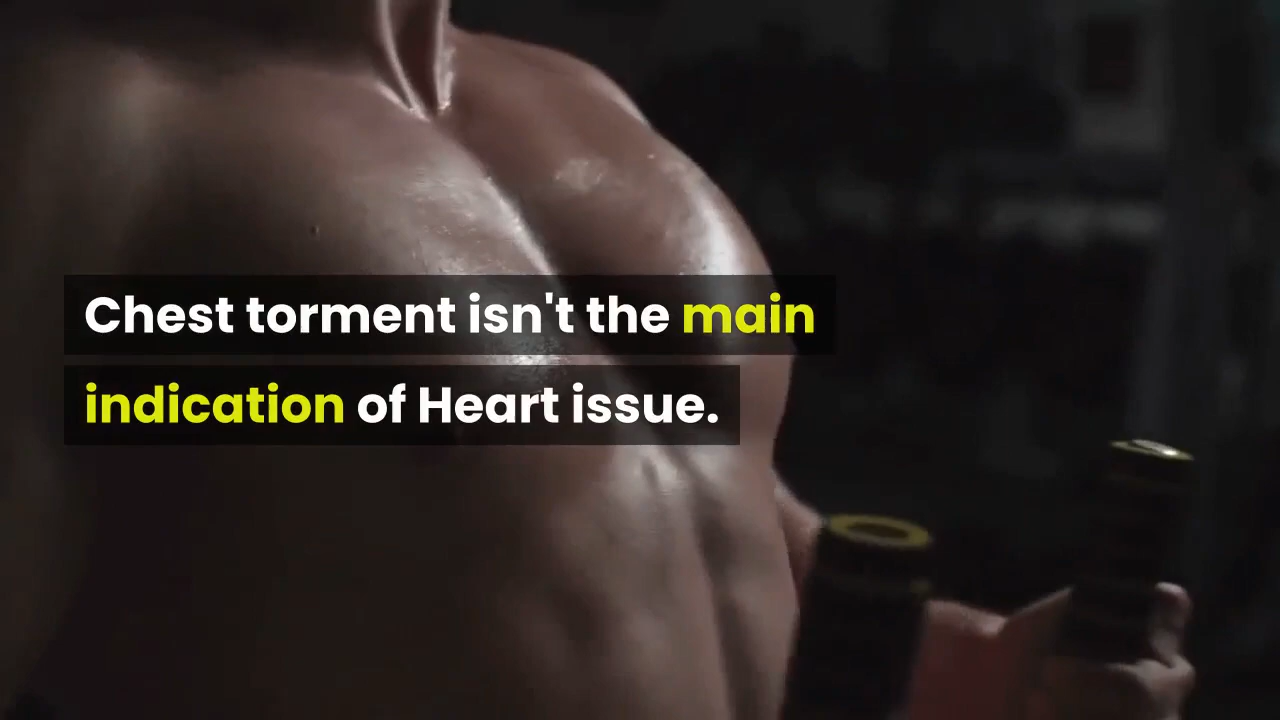 Chest torment isn't the main
indication of Heart issue.